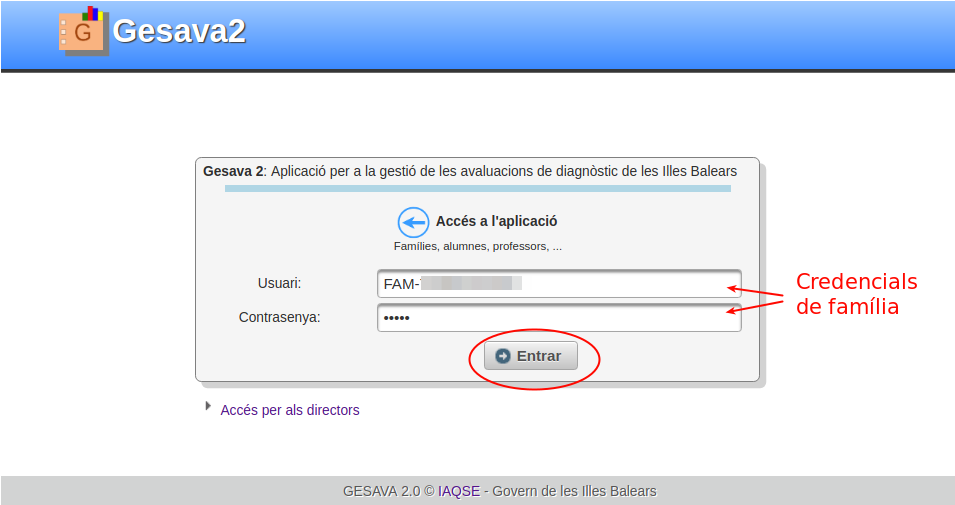 G Gesava2
Gesava 2: Aplicació per a la gestió de les avaluacions de diagnòstic de les Illes Balears
Accés a l'aplicació
Famílies, alumnes, professors, ...
Usuari: FAM-
Credencials
de família
Contrasenya: •••••
Entrar
Accés per als directors
GESAVA 2.0 © IAQSE - Govern de les Illes Balears